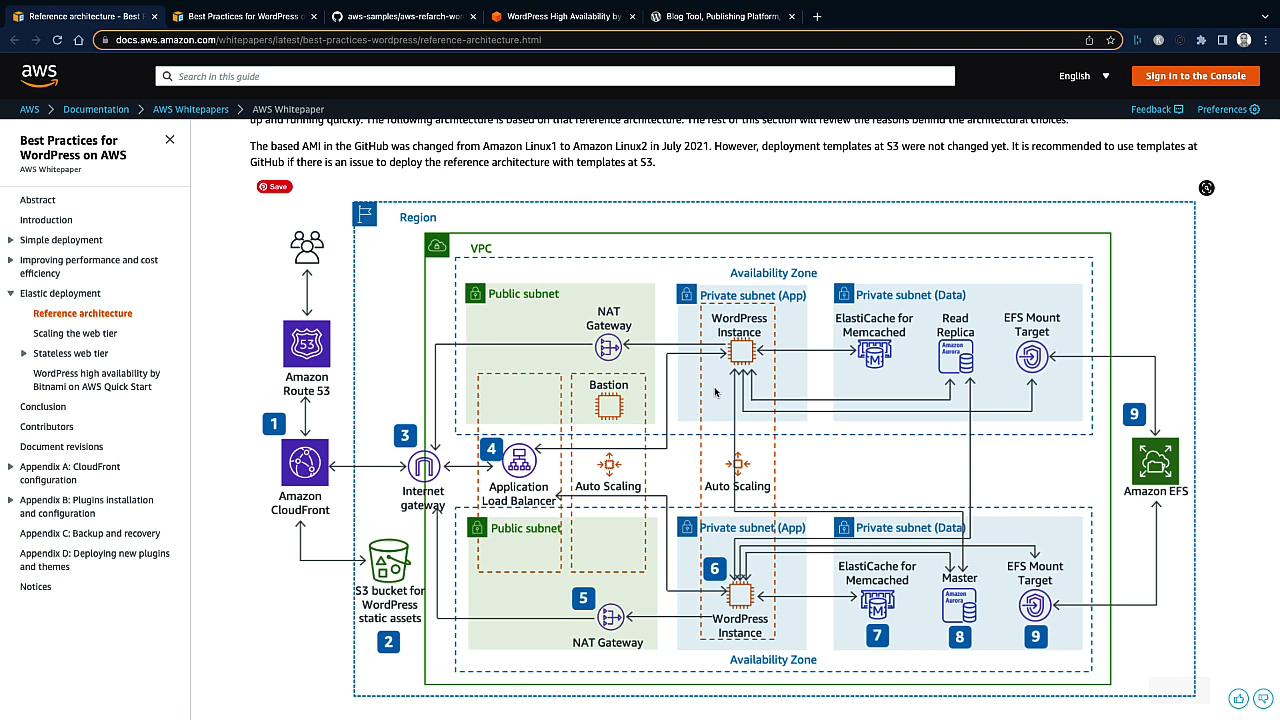 Reference architecture - Best P
Best Practices for WordPress o
aws-samples/aws-refarch-wor
WordPress High Availability by
Blog Tool, Publishing Platform,
docs.aws.amazon.com/whitepapers/latest/best-practices-wordpress/reference-architecture.html
aws
Search in this guide
English
Sign in to the Console
AWS
Documentation
AWS Whitepapers
AWS Whitepaper
Feedback
Preferences
Best Practices for
WordPress on AWS
AWS Whitepaper
Abstract
Introduction
Simple deployment
Improving performance and cost
efficiency
Elastic deployment
Reference architecture
Scaling the web tier
Stateless web tier
WordPress high availability by
Bitnami on AWS Quick Start
Conclusion
Contributors
Document revisions
Appendix A: CloudFront
configuration
Appendix B: Plugins installation
and configuration
Appendix C: Backup and recovery
Appendix D: Deploying new plugins
and themes
Notices
up and running quickly. The following architecture is based on that reference architecture. The rest of this section will review the reasons behind the architectural choices.
The based AMI in the GitHub was changed from Amazon Linux1 to Amazon Linux2 in July 2021. However, deployment templates at S3 were not changed yet. It is recommended to use templates at
GitHub if there is an issue to deploy the reference architecture with templates at S3.
Save
Region
VPC
Availability Zone
Public subnet
Private subnet (App)
Private subnet (Data)
NAT
Gateway
WordPress
Instance
ElastiCache for
Memcached
Read
Replica
Amazon
Aurora
EFS Mount
Target
53
Amazon
Route 53
Bastion
1
3
4
9
Amazon
CloudFront
Internet
gateway
Application
Load Balancer
Auto Scaling
Auto Scaling
Amazon EFS
Public subnet
Private subnet (App)
Private subnet (Data)
S3 bucket for
WordPress
static assets
2
5
NAT Gateway
6
WordPress
Instance
ElastiCache for
Memcached
7
Master
Amazon
Aurora
8
EFS Mount
Target
9
Availability Zone